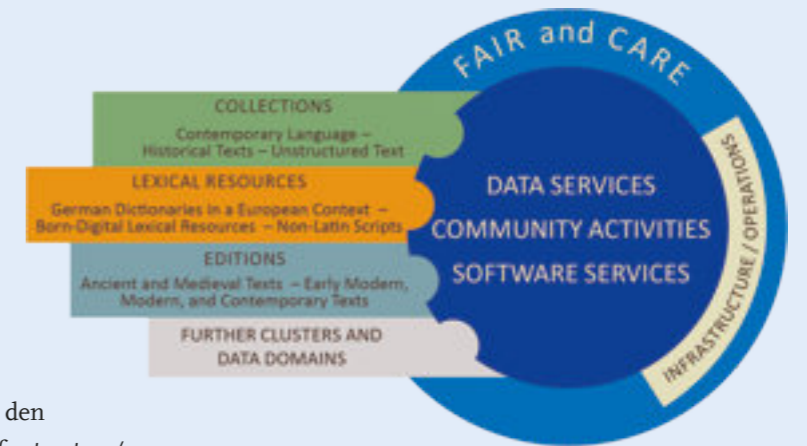 FAIR and CARE
COLLECTIONS
Contemporary Language –
Historical Texts – Unstructured Text
LEXICAL RESOURCES
German Dictionaries in a European Context –
Born-Digital Lexical Resources – Non-Latin Scripts
EDITIONS
Ancient and Medieval Texts – Early Modern,
Modern, and Contemporary Texts
FURTHER CLUSTERS AND
DATA DOMAINS
DATA SERVICES
COMMUNITY ACTIVITIES
SOFTWARE SERVICES
INFRASTRUCTURE / OPERATIONS
den